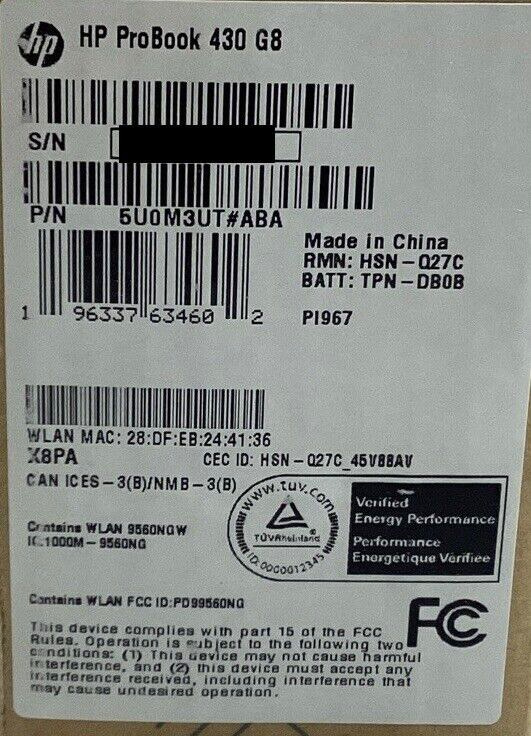 hp
HP ProBook 430 G8
S/N
P/N 5U0M3UT#ABA
Made in China
RMN: HSN-Q27C
BATT: TPN-DB0B
1 96337 63460 2
PI967
WLAN MAC: 28:DF:EB:24:41:36
X8PA
CEC ID: HSN-Q27C_45V88AV
CAN ICES-3(B)/NMB-3(B)
www.tuv.com
TÜVRheinland®
ID:0000012345
Verified
Energy Performance
Performance
Energetique Vérifiée
Contains WLAN 9560NGW
IC:1000M-9560NG
Contains WLAN FCC ID:PD99560NG
FC
This device complies with part 15 of the FCC
Rules. Operation is subject to the following two
conditions: (1) This device may not cause harmful
interference, and (2) this device must accept any
interference received, including interference that
may cause undesired operation.